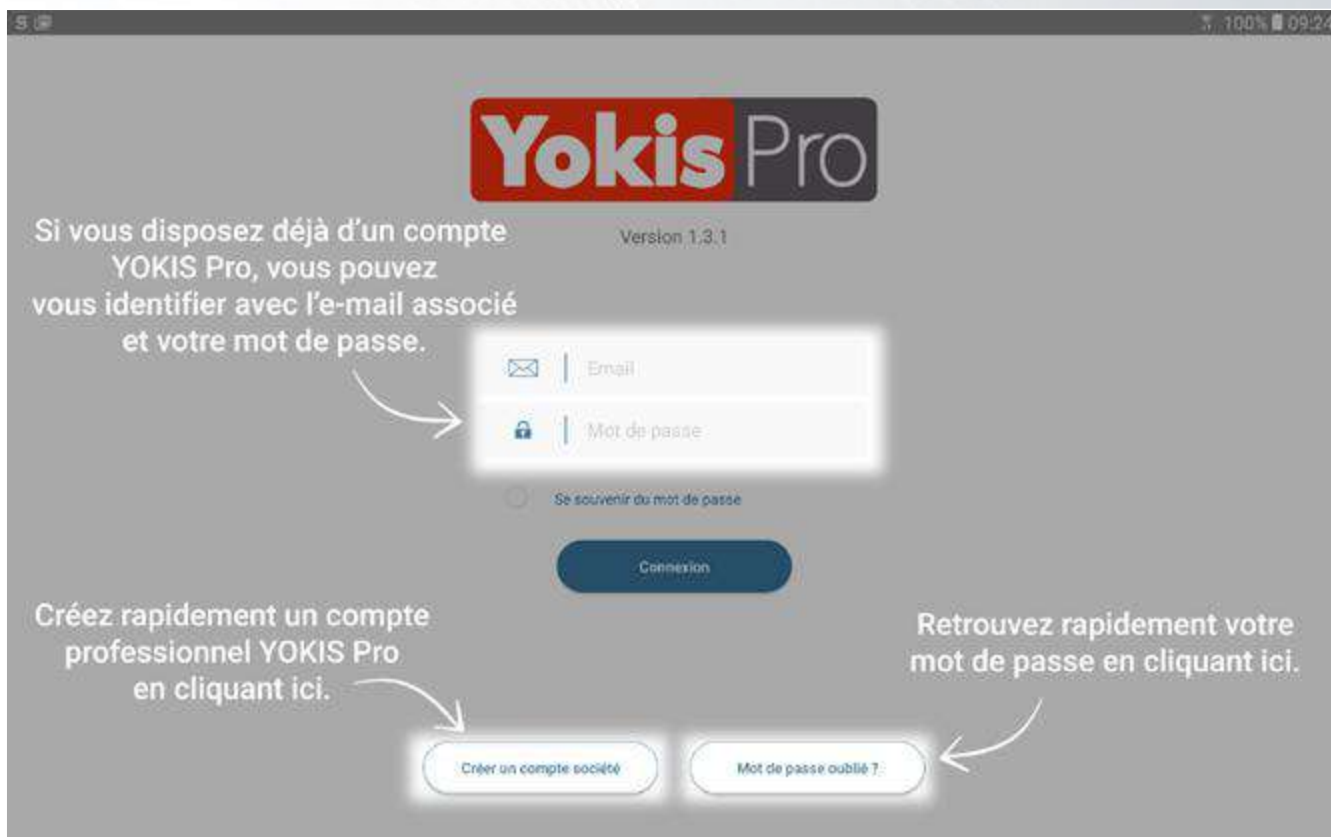 100% 09:24
Yokis Pro
Version 1.3.1
Si vous disposez déjà d'un compte
YOKIS Pro, vous pouvez
vous identifier avec l'e-mail associé
et votre mot de passe.
Email
Mot de passe
Se souvenir du mot de passe
Connexion
Créez rapidement un compte
professionnel YOKIS Pro
en cliquant ici.
Retrouvez rapidement votre
mot de passe en cliquant ici.
Créer un compte société
Mot de passe oublié ?